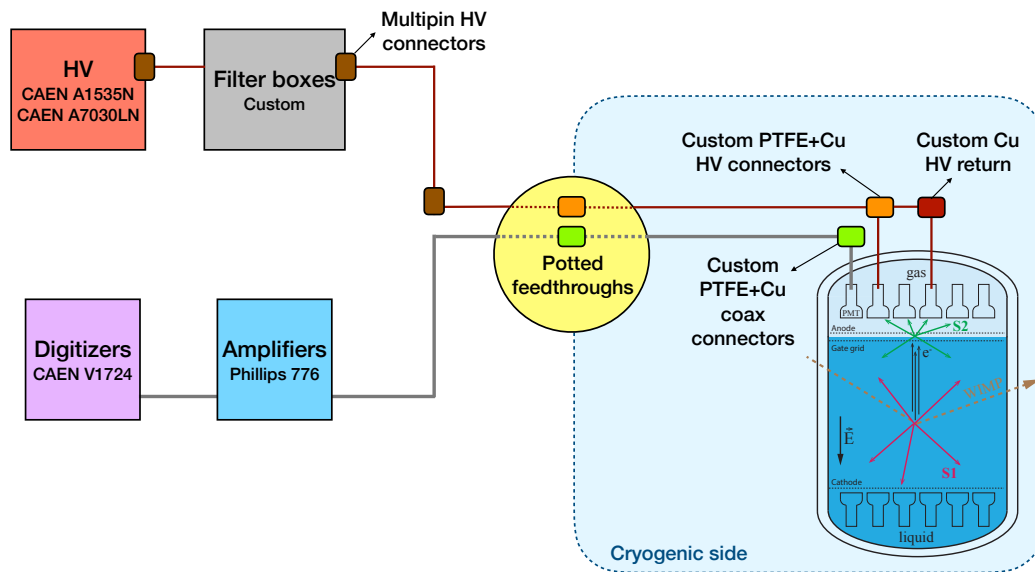 Multipin HV
connectors
HV
CAEN A1535N
CAEN A7030LN
Filter boxes
Custom
Custom PTFE+Cu
HV connectors
Custom Cu
HV return
Potted
feedthroughs
Custom
PTFE+Cu
coax
connectors
gas
PMT
Anode
S2
Gate grid
e-
WIMP
E
S1
Cathode
liquid
Digitizers
CAEN V1724
Amplifiers
Phillips 776
Cryogenic side